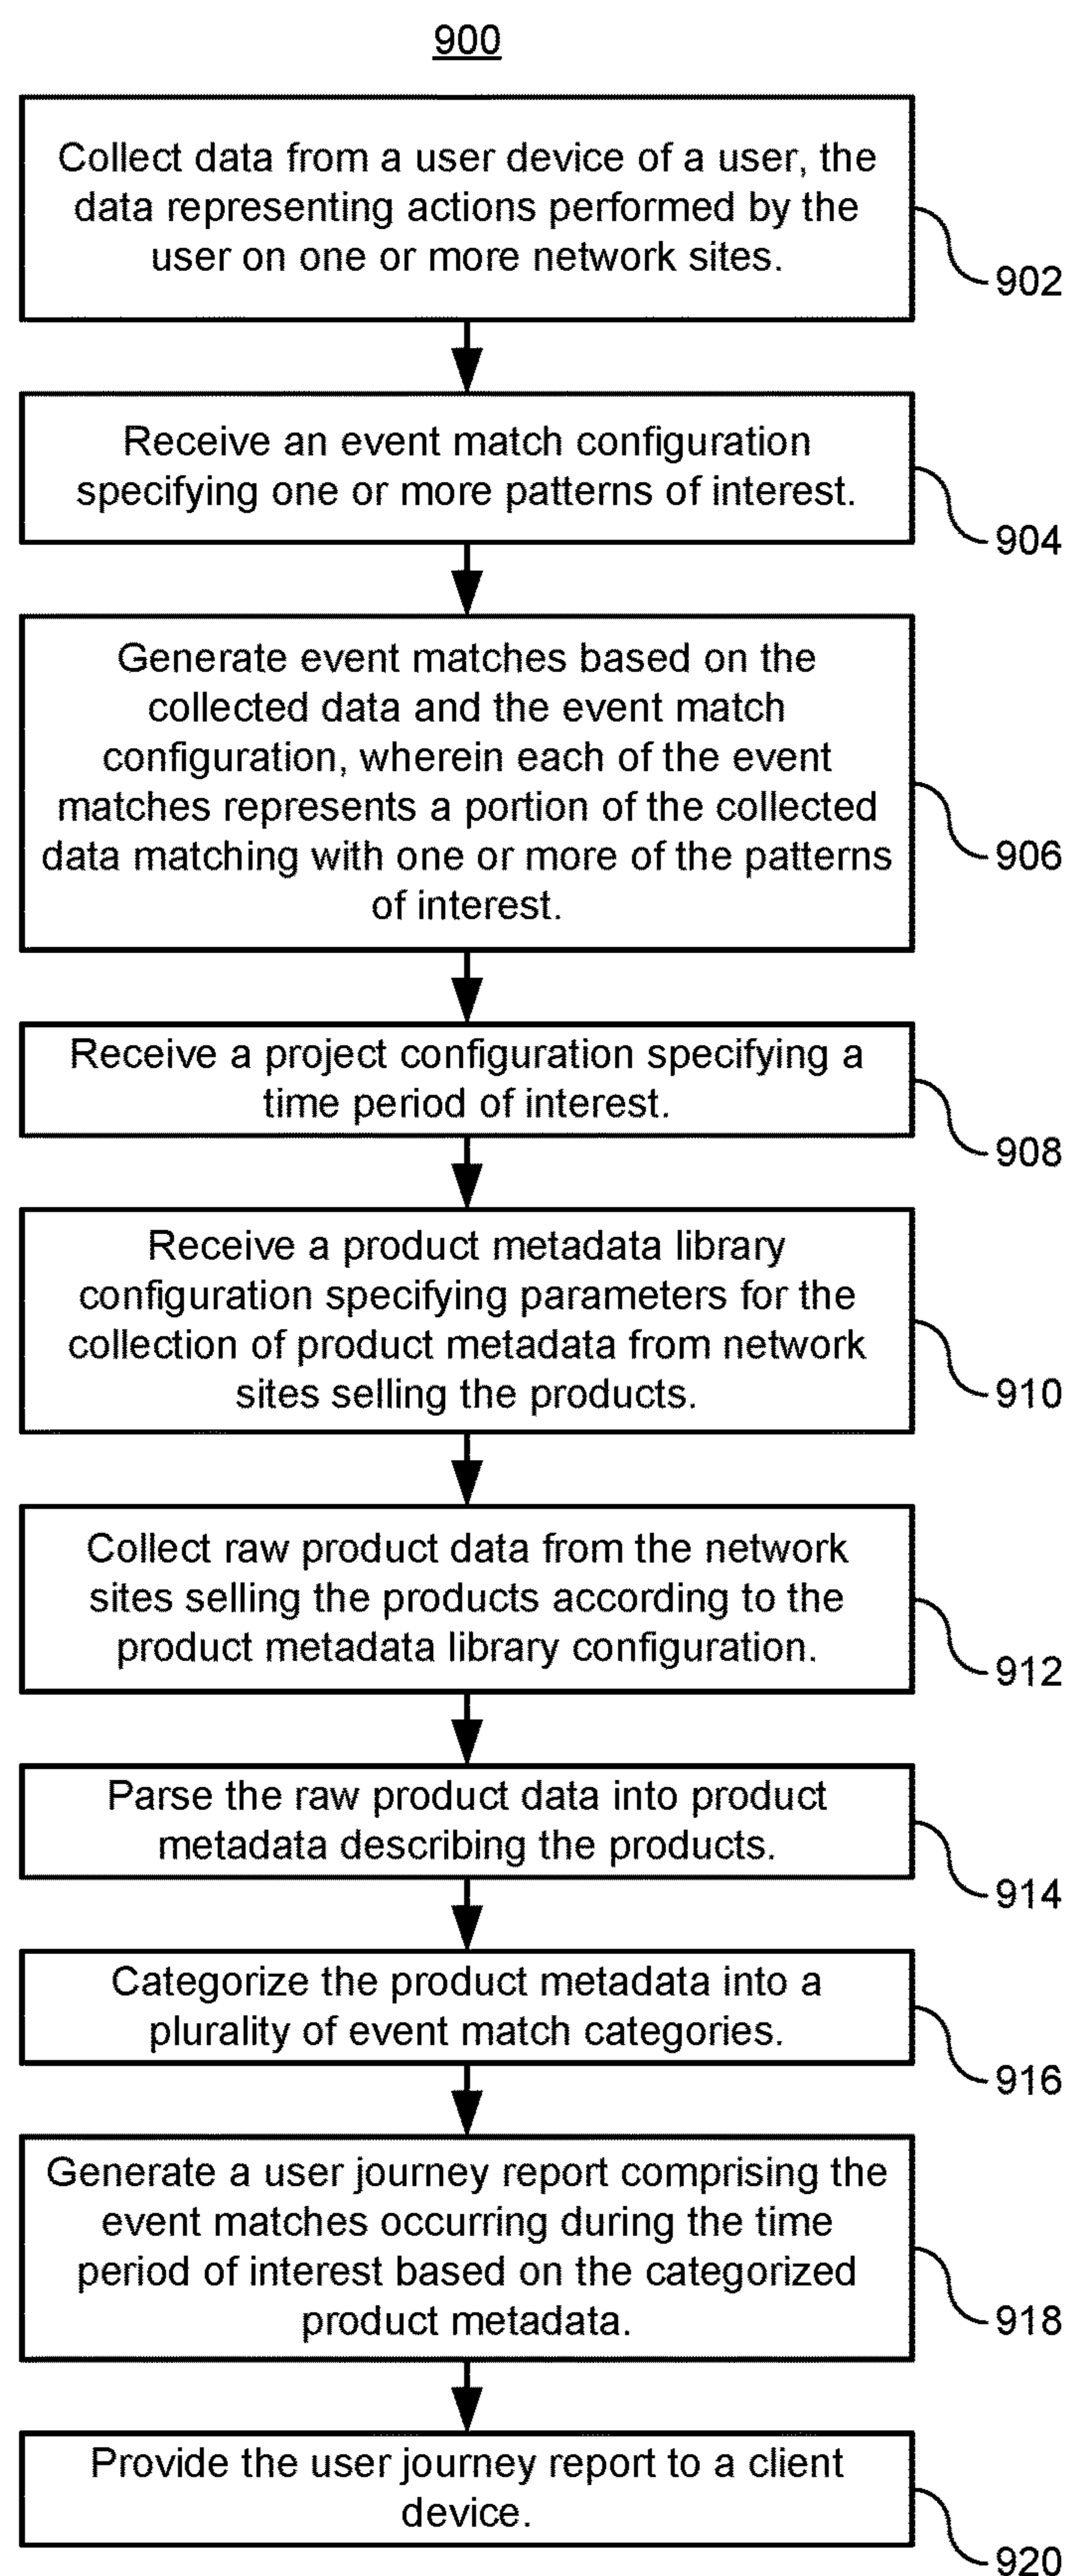 900
Collect data from a user device of a user, the
data representing actions performed by the
user on one or more network sites.
902
Receive an event match configuration
specifying one or more patterns of interest.
904
Generate event matches based on the
collected data and the event match
configuration, wherein each of the event
matches represents a portion of the collected
data matching with one or more of the patterns
of interest.
906
Receive a project configuration specifying a
time period of interest.
908
Receive a product metadata library
configuration specifying parameters for the
collection of product metadata from network
sites selling the products.
910
Collect raw product data from the network
sites selling the products according to the
product metadata library configuration.
912
Parse the raw product data into product
metadata describing the products.
914
Categorize the product metadata into a
plurality of event match categories.
916
Generate a user journey report comprising the
event matches occurring during the time
period of interest based on the categorized
product metadata.
918
Provide the user journey report to a client
device.
920